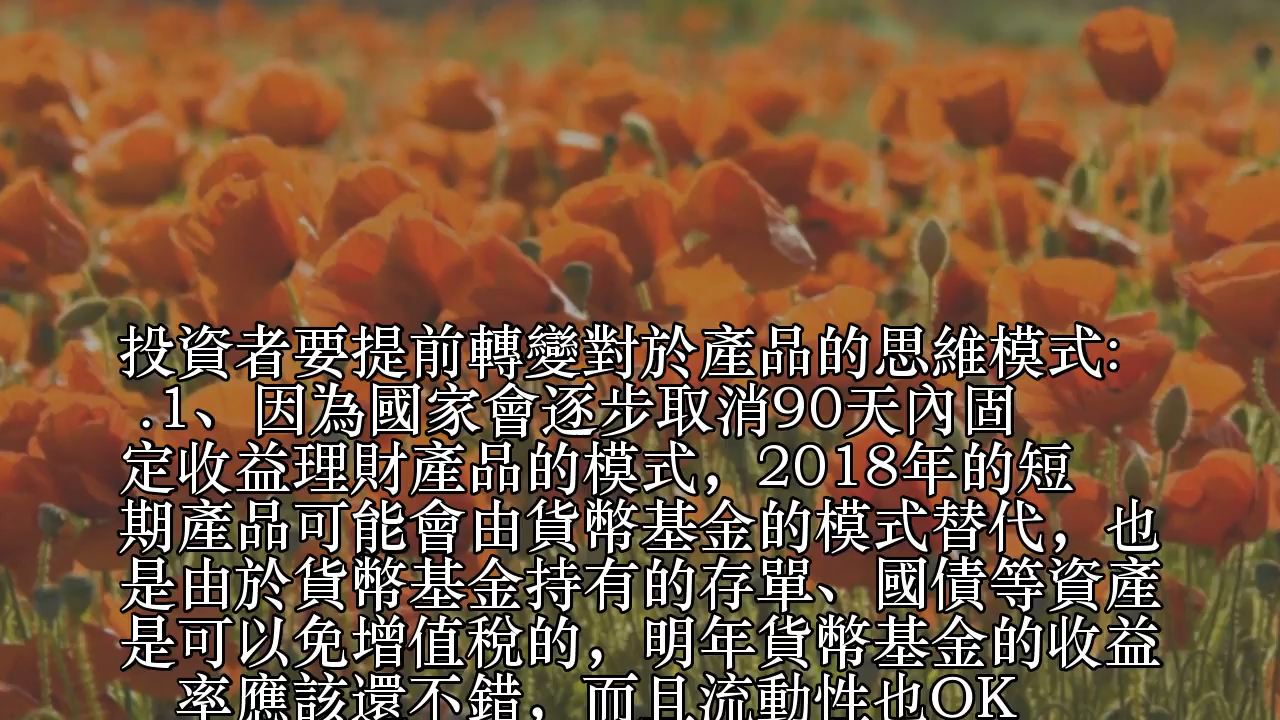 投資者要提前轉變對於產品的思維模式:
.1、因為國家會逐步取消90天內固
定收益理財產品的模式，2018年的短
期產品可能會由貨幣基金的模式替代，也
是由於貨幣基金持有的存單、國債等資產
是可以免增值稅的，明年貨幣基金的收益
率應該還不錯，而且流動性也OK